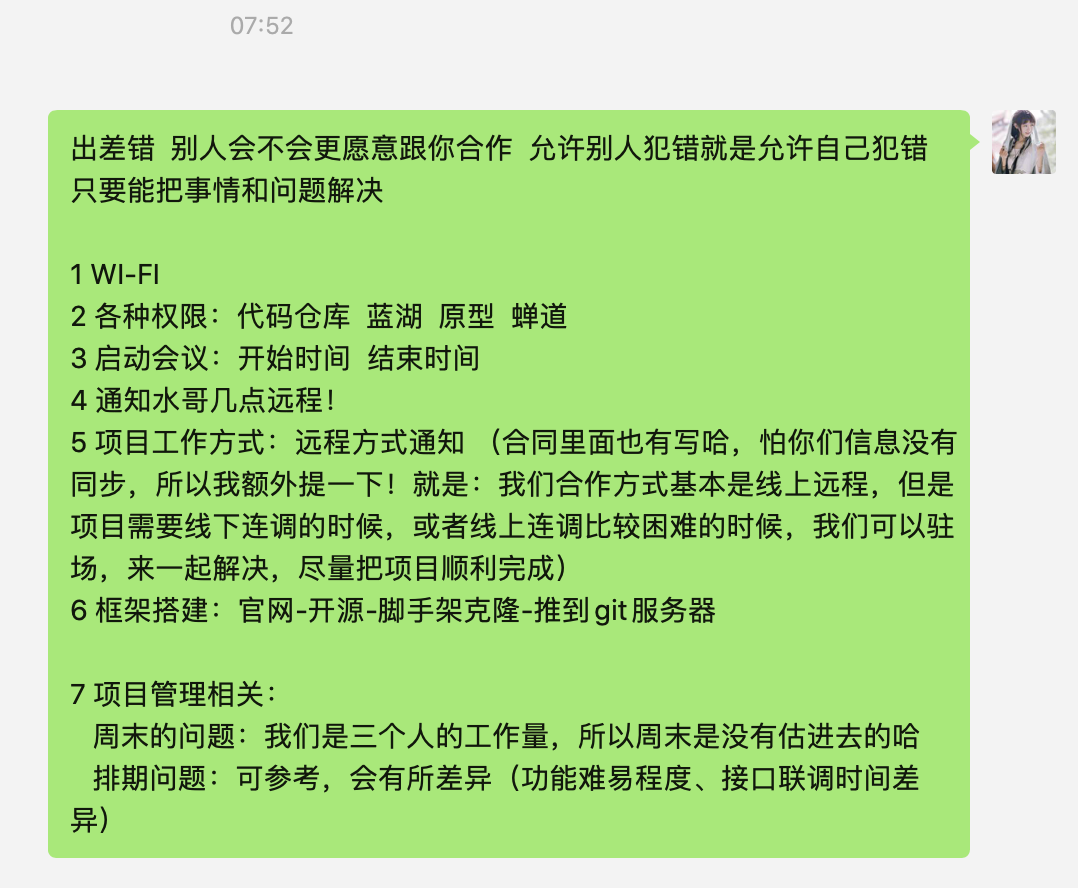 07:52
出差错  别人会不会更愿意跟你合作  允许别人犯错就是允许自己犯错
只要能把事情和问题解决
1 WI-FI
2 各种权限：代码仓库  蓝湖  原型  蝉道
3 启动会议：开始时间  结束时间
4 通知水哥几点远程！
5 项目工作方式：远程方式通知 （合同里面也有写哈，怕你们信息没有
同步，所以我额外提一下！就是：我们合作方式基本是线上远程，但是
项目需要线下连调的时候，或者线上连调比较困难的时候，我们可以驻
场，来一起解决，尽量把项目顺利完成）
6 框架搭建：官网-开源-脚手架克隆-推到git服务器
7 项目管理相关：
周末的问题：我们是三个人的工作量，所以周末是没有估进去的哈
排期问题：可参考，会有所差异（功能难易程度、接口联调时间差
异）